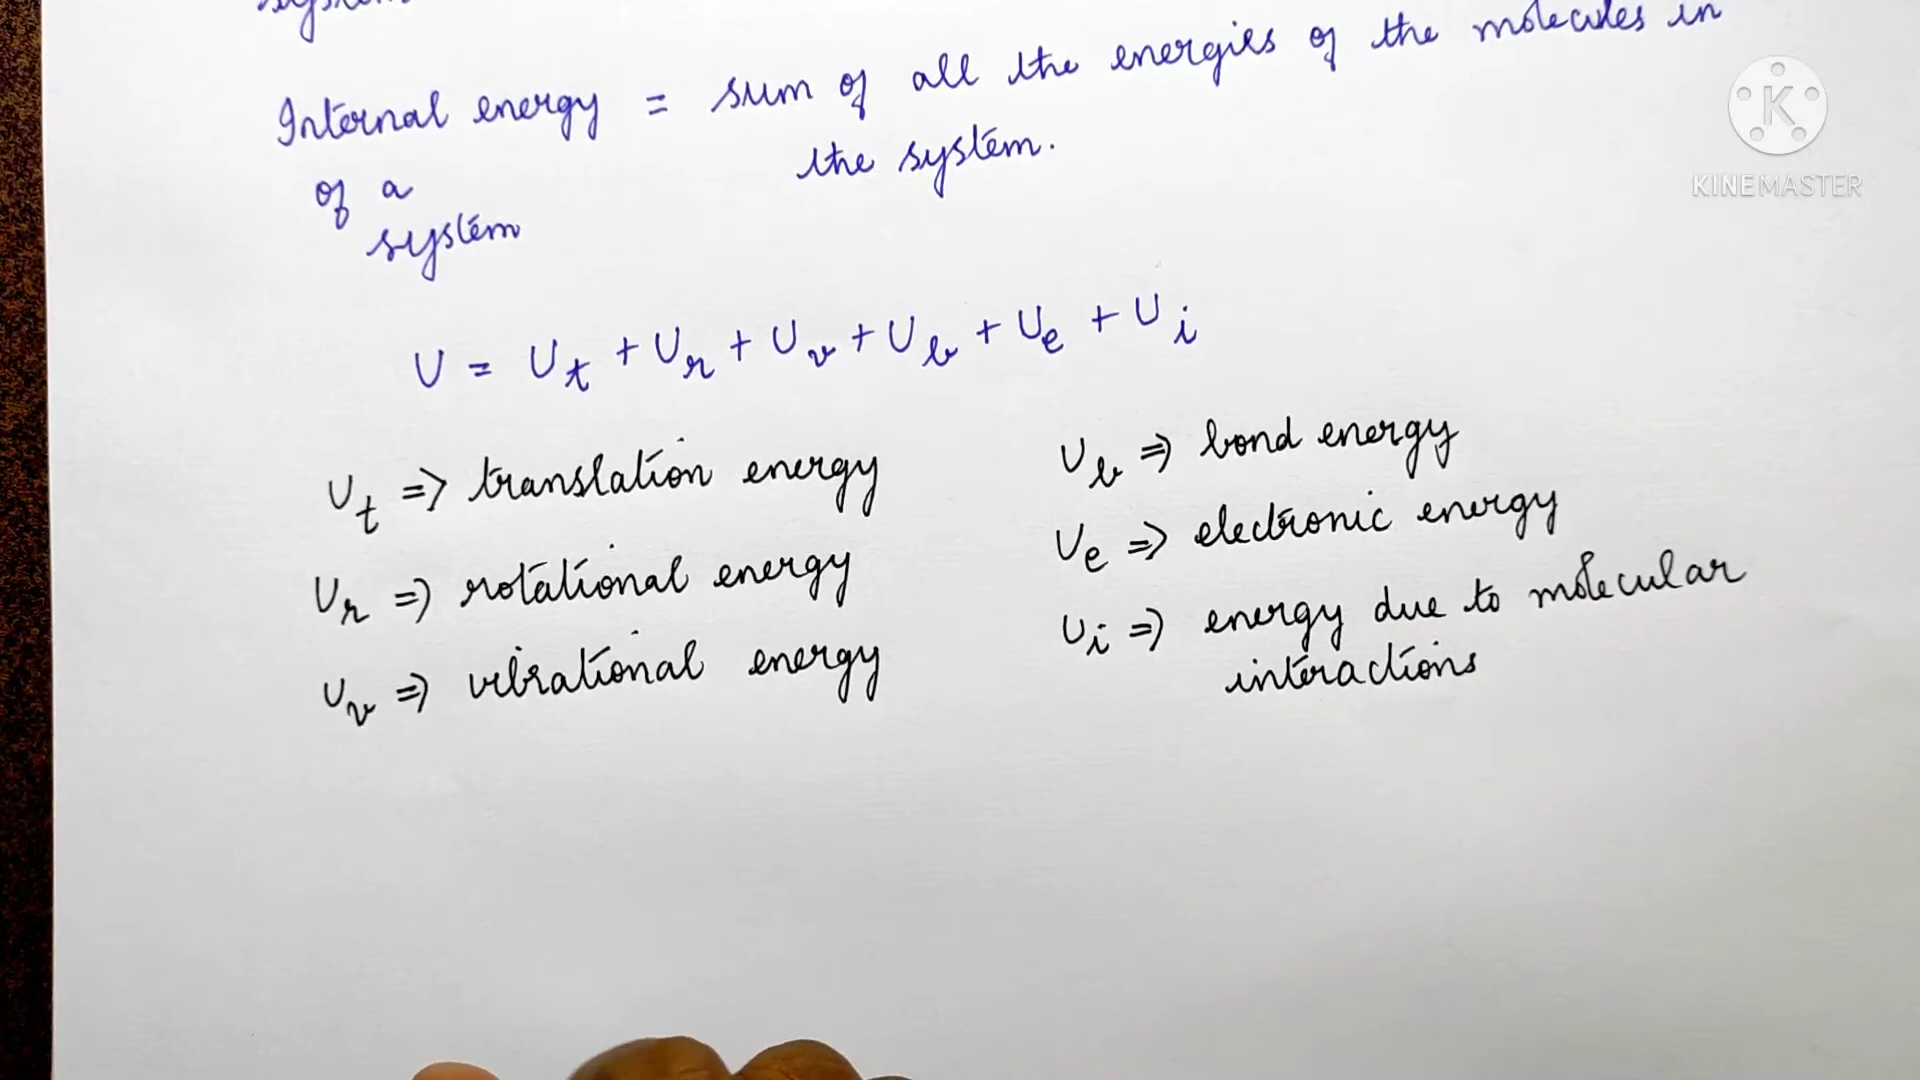 system
Internal energy = sum of all the energies of the molecules in
the system.
of a
system
U = Ut + Ur + Uv + Ub + Ue + Ui
Ut => translation energy
Ur => rotational energy
Uv => vibrational energy
Ub => bond energy
Ue => electronic energy
Ui => energy due to molecular
interactions
K
KINEMASTER